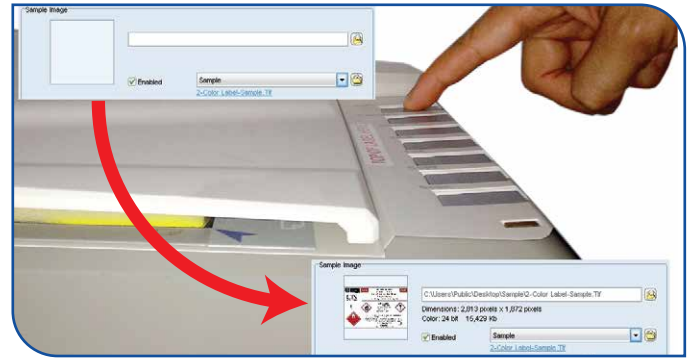 Sample Image
Enabled
Sample
2-Color Label-Sample.Tif
Sample Image
C:\Users\Public\Desktop\Sample\2-Color Label-Sample.Tif
Dimensions: 2,013 pixels x 1,872 pixels
Color: 24 bit 15,429 Kb
Enabled
Sample
2-Color Label-Sample.Tif